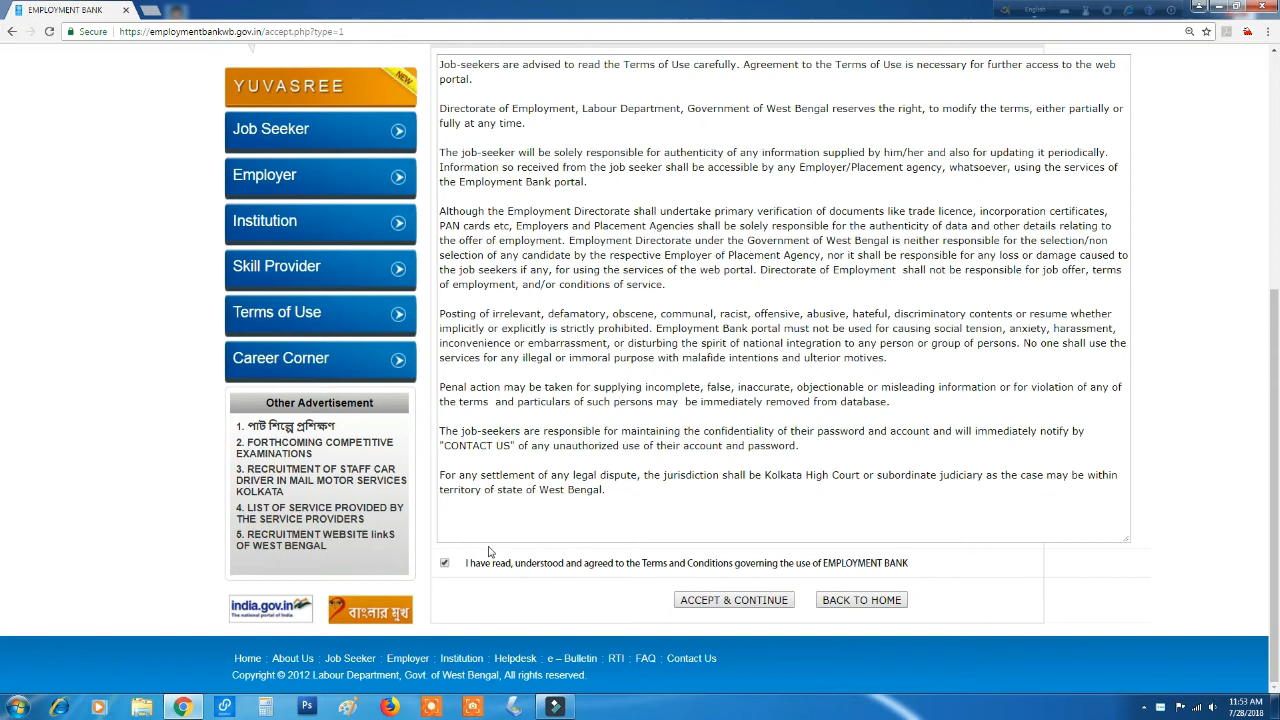 EMPLOYMENT BANK
English
Secure
https://employmentbankwb.gov.in/accept.php?type=1
YUVASREE
NEW
Job Seeker
Employer
Institution
Skill Provider
Terms of Use
Career Corner
Other Advertisement
1. পাট শিল্পে প্রশিক্ষণ
2. FORTHCOMING COMPETITIVE
EXAMINATIONS
3. RECRUITMENT OF STAFF CAR
DRIVER IN MAIL MOTOR SERVICES
KOLKATA
4. LIST OF SERVICE PROVIDED BY
THE SERVICE PROVIDERS
5. RECRUITMENT WEBSITE linkS
OF WEST BENGAL
india.gov.in
The national portal of India
বাংলার মুখ
Job-seekers are advised to read the Terms of Use carefully. Agreement to the Terms of Use is necessary for further access to the web
portal.
Directorate of Employment, Labour Department, Government of West Bengal reserves the right, to modify the terms, either partially or
fully at any time.
The job-seeker will be solely responsible for authenticity of any information supplied by him/her and also for updating it periodically.
Information so received from the job seeker shall be accessible by any Employer/Placement agency, whatsoever, using the services of
the Employment Bank portal.
Although the Employment Directorate shall undertake primary verification of documents like trade licence, incorporation certificates,
PAN cards etc, Employers and Placement Agencies shall be solely responsible for the authenticity of data and other details relating to
the offer of employment. Employment Directorate under the Government of West Bengal is neither responsible for the selection/non
selection of any candidate by the respective Employer of Placement Agency, nor it shall be responsible for any loss or damage caused to
the job seekers if any, for using the services of the web portal. Directorate of Employment shall not be responsible for job offer, terms
of employment, and/or conditions of service.
Posting of irrelevant, defamatory, obscene, communal, racist, offensive, abusive, hateful, discriminatory contents or resume whether
implicitly or explicitly is strictly prohibited. Employment Bank portal must not be used for causing social tension, anxiety, harassment,
inconvenience or embarrassment, or disturbing the spirit of national integration to any person or group of persons. No one shall use the
services for any illegal or immoral purpose with malafide intentions and ulterior motives.
Penal action may be taken for supplying incomplete, false, inaccurate, objectionable or misleading information or for violation of any of
the terms and particulars of such persons may be immediately removed from database.
The job-seekers are responsible for maintaining the confidentiality of their password and account and will immediately notify by
"CONTACT US" of any unauthorized use of their account and password.
For any settlement of any legal dispute, the jurisdiction shall be Kolkata High Court or subordinate judiciary as the case may be within
territory of state of West Bengal.
I have read, understood and agreed to the Terms and Conditions governing the use of EMPLOYMENT BANK
ACCEPT & CONTINUE
BACK TO HOME
Home : About Us : Job Seeker : Employer : Institution : Helpdesk : e – Bulletin : RTI : FAQ : Contact Us
Copyright © 2012 Labour Department, Govt. of West Bengal, All rights reserved.
Ps
11:53 AM
7/28/2018